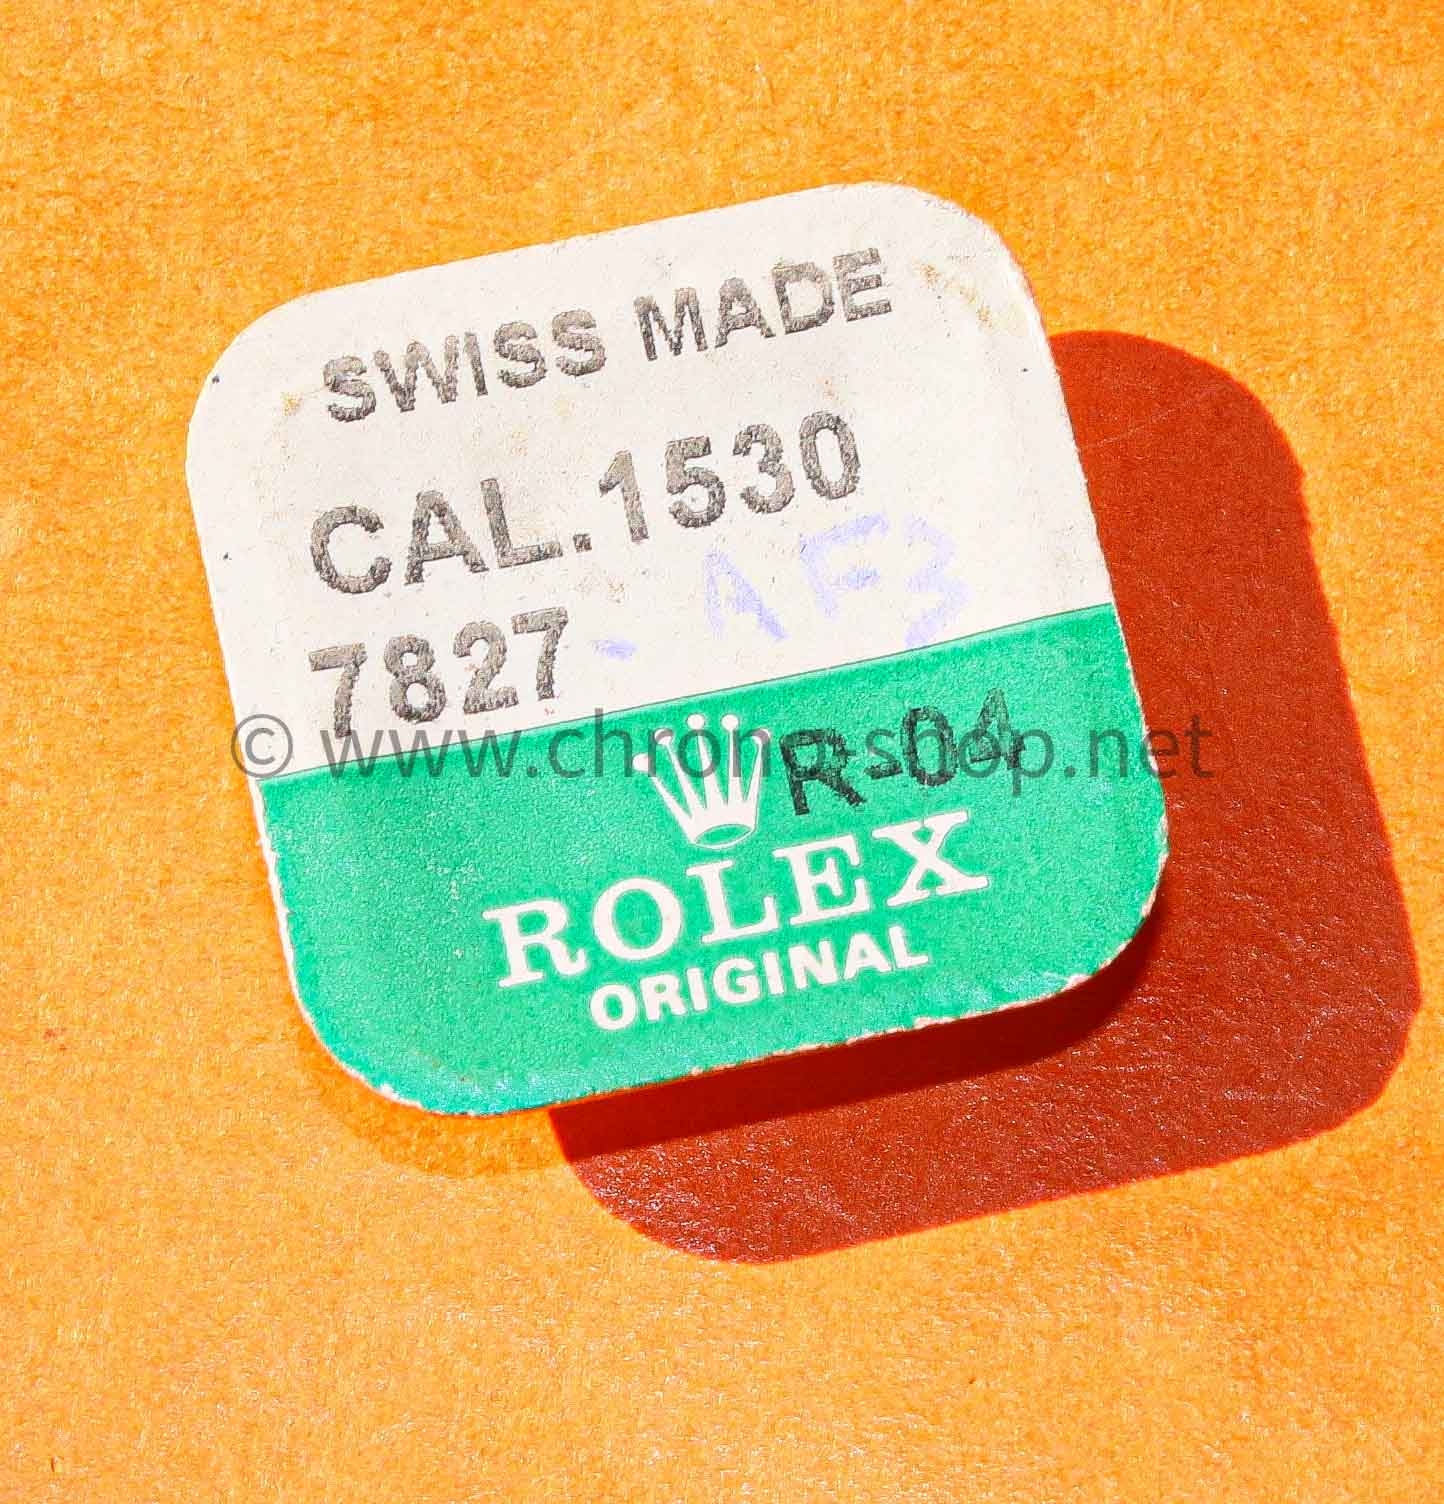 SWISS MADE
CAL.1530
7827 - AF3
R-04
© www.chrono-shop.net
ROLEX
ORIGINAL